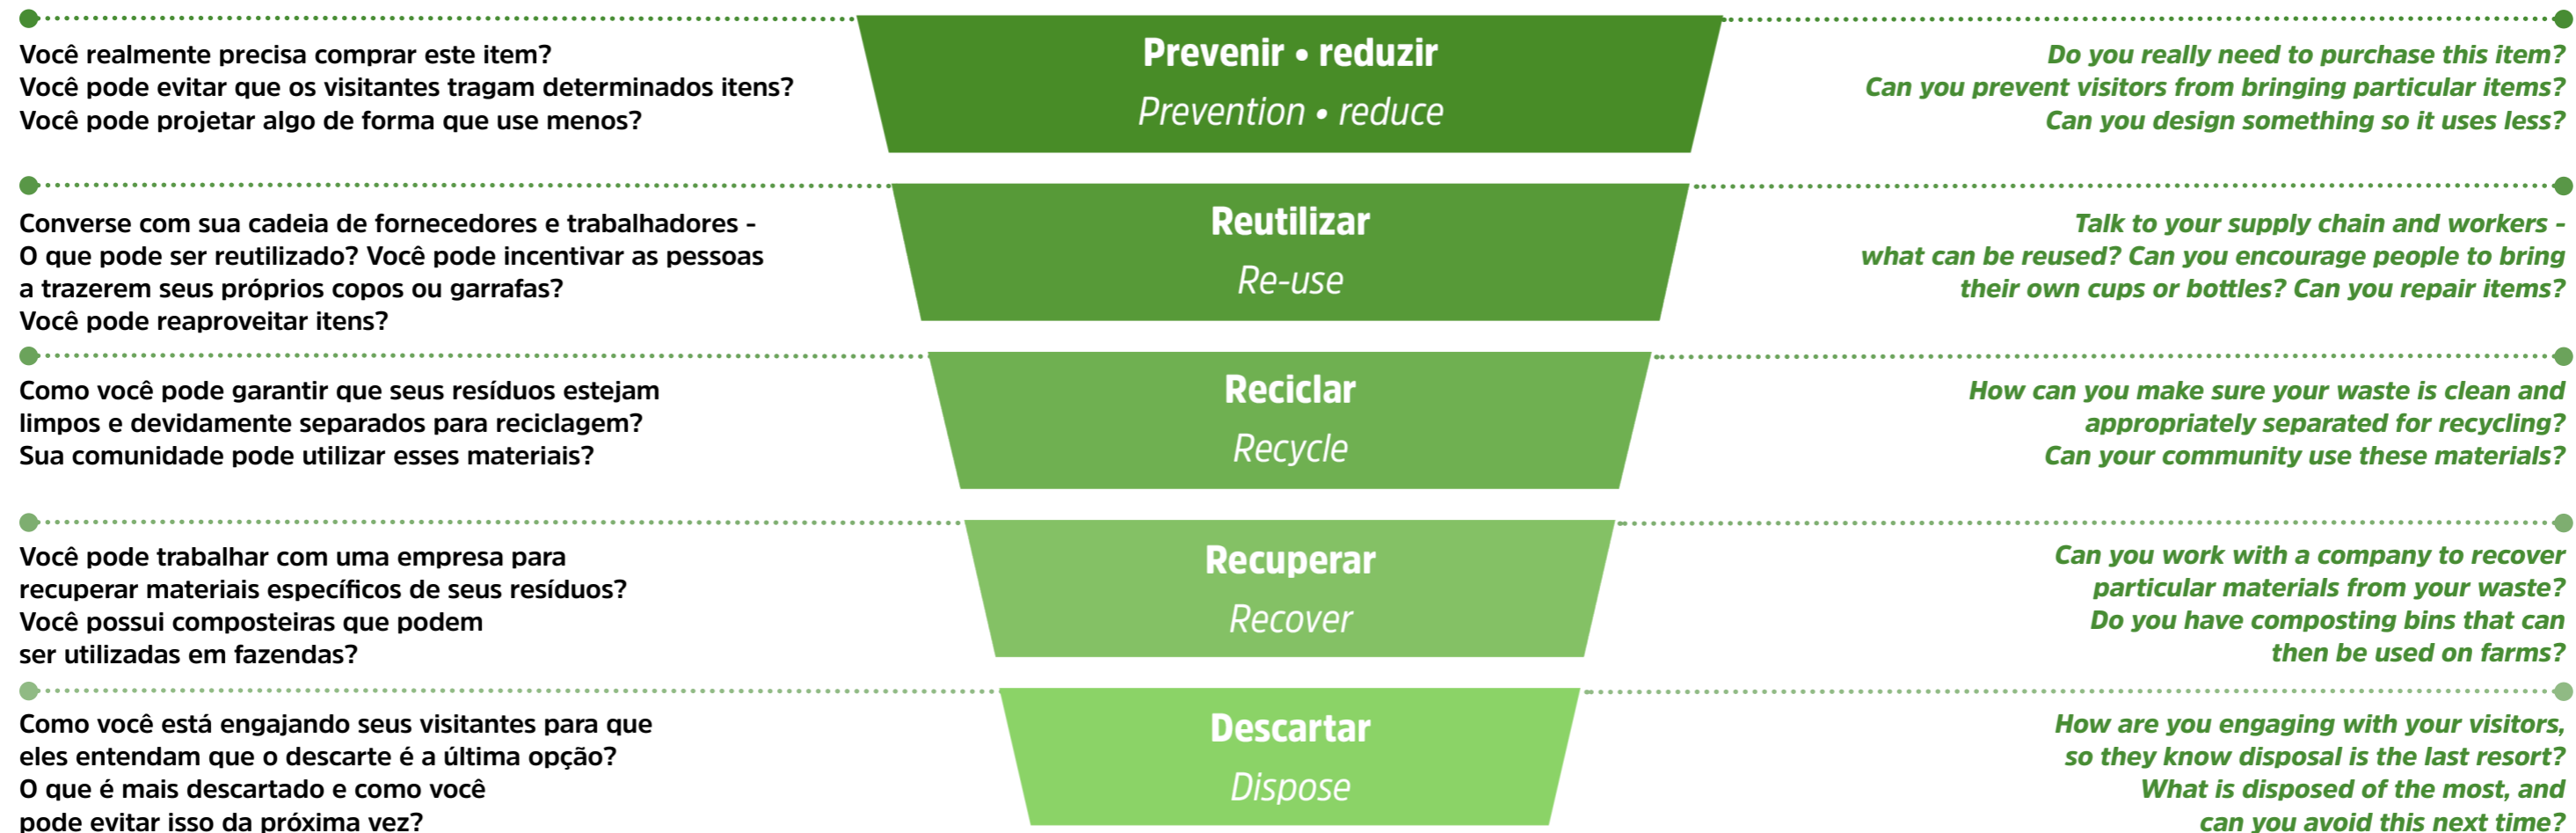 Você realmente precisa comprar este item?
Você pode evitar que os visitantes tragam determinados itens?
Você pode projetar algo de forma que use menos?
Prevenir • reduzir
Prevention • reduce
Do you really need to purchase this item?
Can you prevent visitors from bringing particular items?
Can you design something so it uses less?
Converse com sua cadeia de fornecedores e trabalhadores -
O que pode ser reutilizado? Você pode incentivar as pessoas
a trazerem seus próprios copos ou garrafas?
Você pode reaproveitar itens?
Reutilizar
Re-use
Talk to your supply chain and workers -
what can be reused? Can you encourage people to bring
their own cups or bottles? Can you repair items?
Como você pode garantir que seus resíduos estejam
limpos e devidamente separados para reciclagem?
Sua comunidade pode utilizar esses materiais?
Reciclar
Recycle
How can you make sure your waste is clean and
appropriately separated for recycling?
Can your community use these materials?
Você pode trabalhar com uma empresa para
recuperar materiais específicos de seus resíduos?
Você possui composteiras que podem
ser utilizadas em fazendas?
Recuperar
Recover
Can you work with a company to recover
particular materials from your waste?
Do you have composting bins that can
then be used on farms?
Como você está engajando seus visitantes para que
eles entendam que o descarte é a última opção?
O que é mais descartado e como você
pode evitar isso da próxima vez?
Descartar
Dispose
How are you engaging with your visitors,
so they know disposal is the last resort?
What is disposed of the most, and
can you avoid this next time?